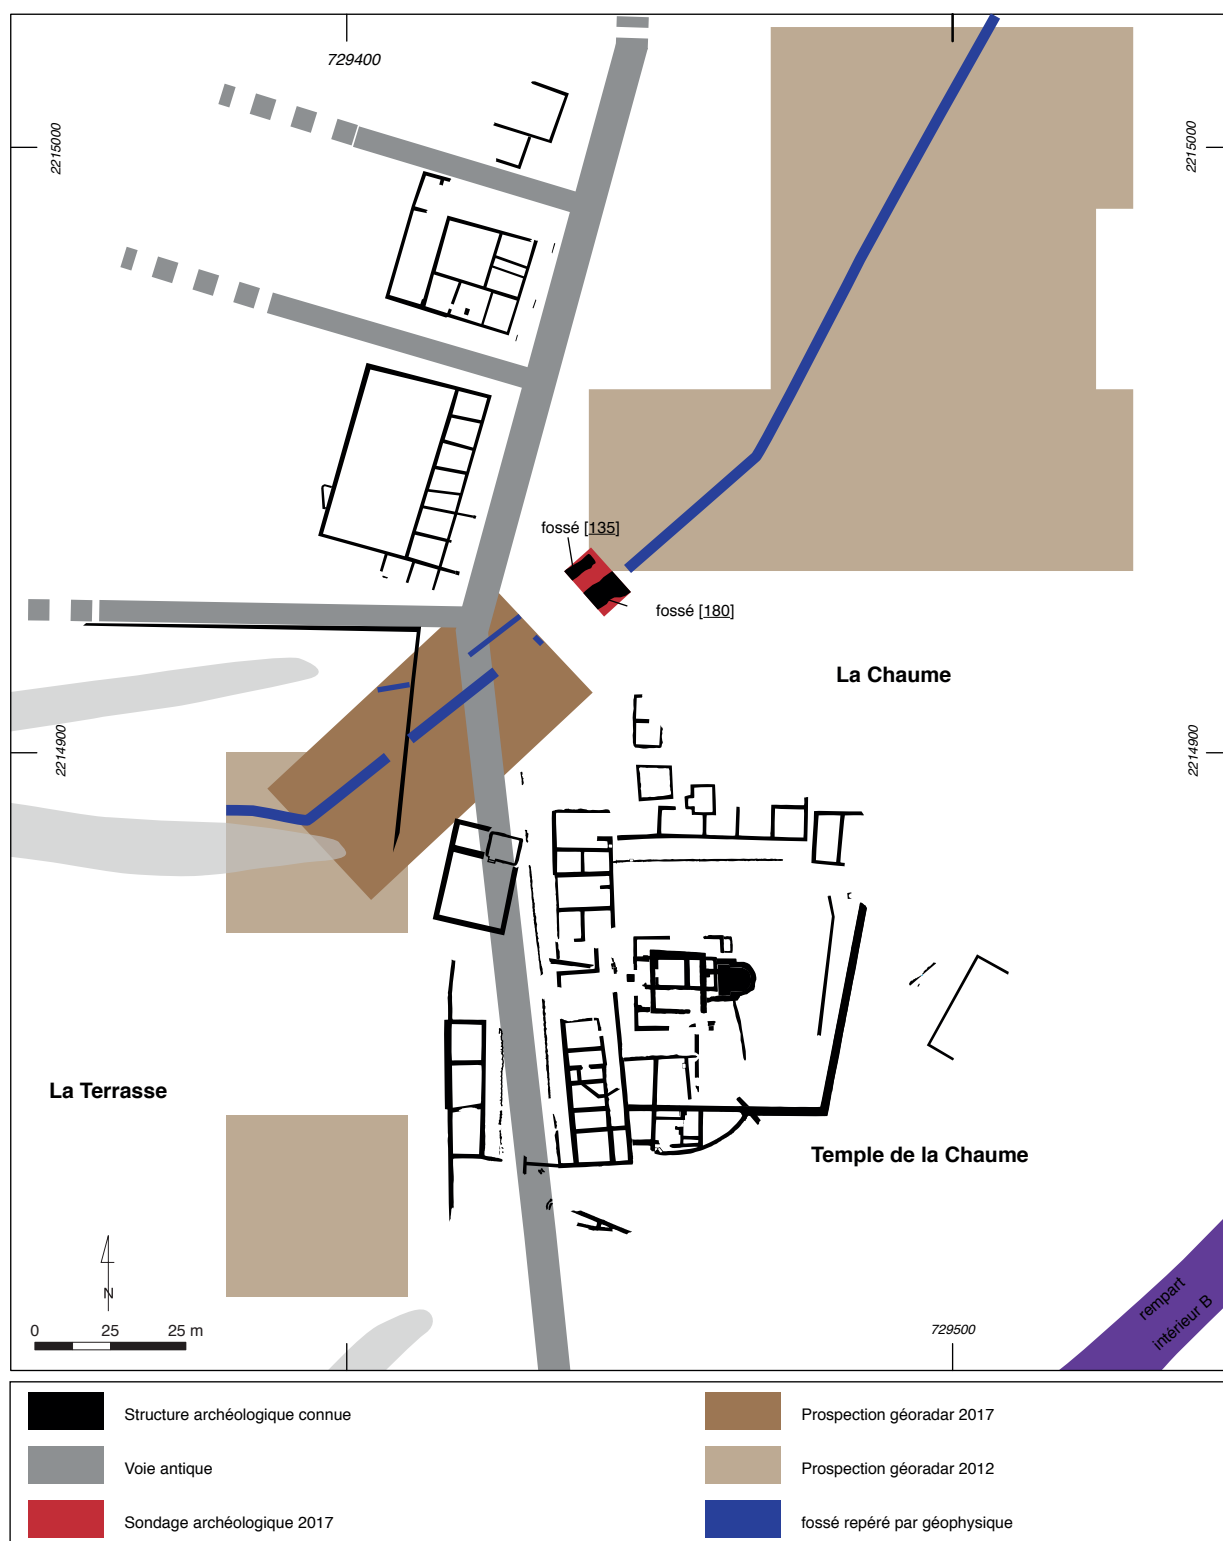 729400
2215000
2215000
fossé [135]
fossé [180]
La Chaume
2214900
2214900
La Terrasse
Temple de la Chaume
N
0 25 25 m
729500
rempart
intérieur B
Structure archéologique connue
Prospection géoradar 2017
Voie antique
Prospection géoradar 2012
Sondage archéologique 2017
fossé repéré par géophysique